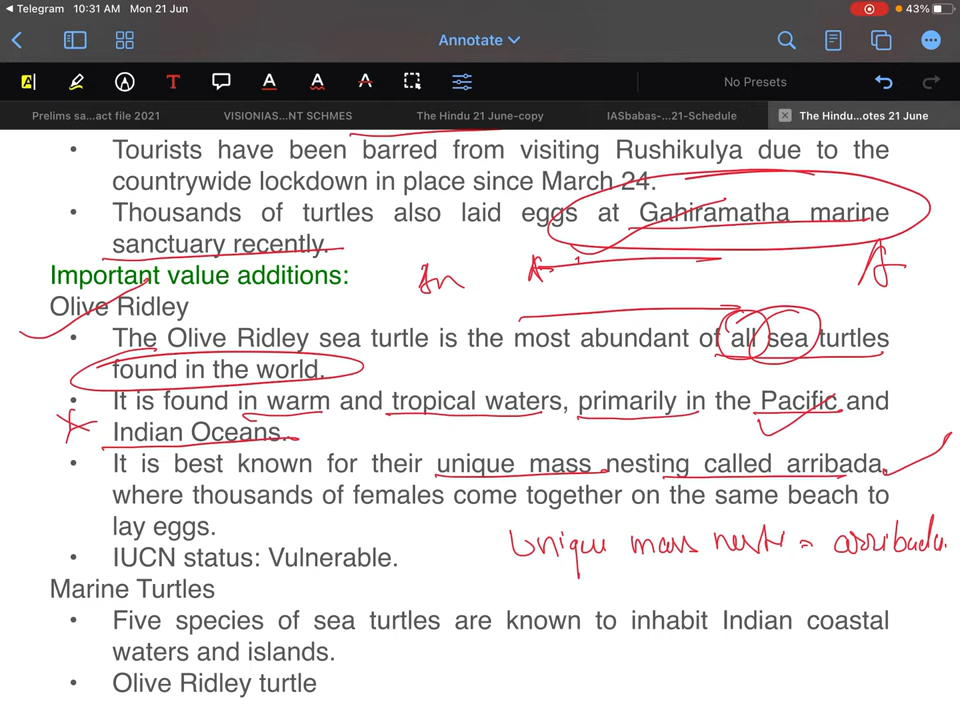 Telegram 10:31 AM Mon 21 Jun 43%
Annotate
No Presets
Prelims sa...act file 2021 VISIONIAS...NT SCHMES The Hindu 21 June-copy IASbabas-...21-Schedule The Hindu...otes 21 June
• Tourists have been barred from visiting Rushikulya due to the
countrywide lockdown in place since March 24.
• Thousands of turtles also laid eggs at Gahiramatha marine
sanctuary recently.
Important value additions:
Olive Ridley
• The Olive Ridley sea turtle is the most abundant of all sea turtles
found in the world.
• It is found in warm and tropical waters, primarily in the Pacific and
Indian Oceans.
• It is best known for their unique mass nesting called arribada,
where thousands of females come together on the same beach to
lay eggs.
Unique mass = arribada
• IUCN status: Vulnerable.
Marine Turtles
• Five species of sea turtles are known to inhabit Indian coastal
waters and islands.
• Olive Ridley turtle